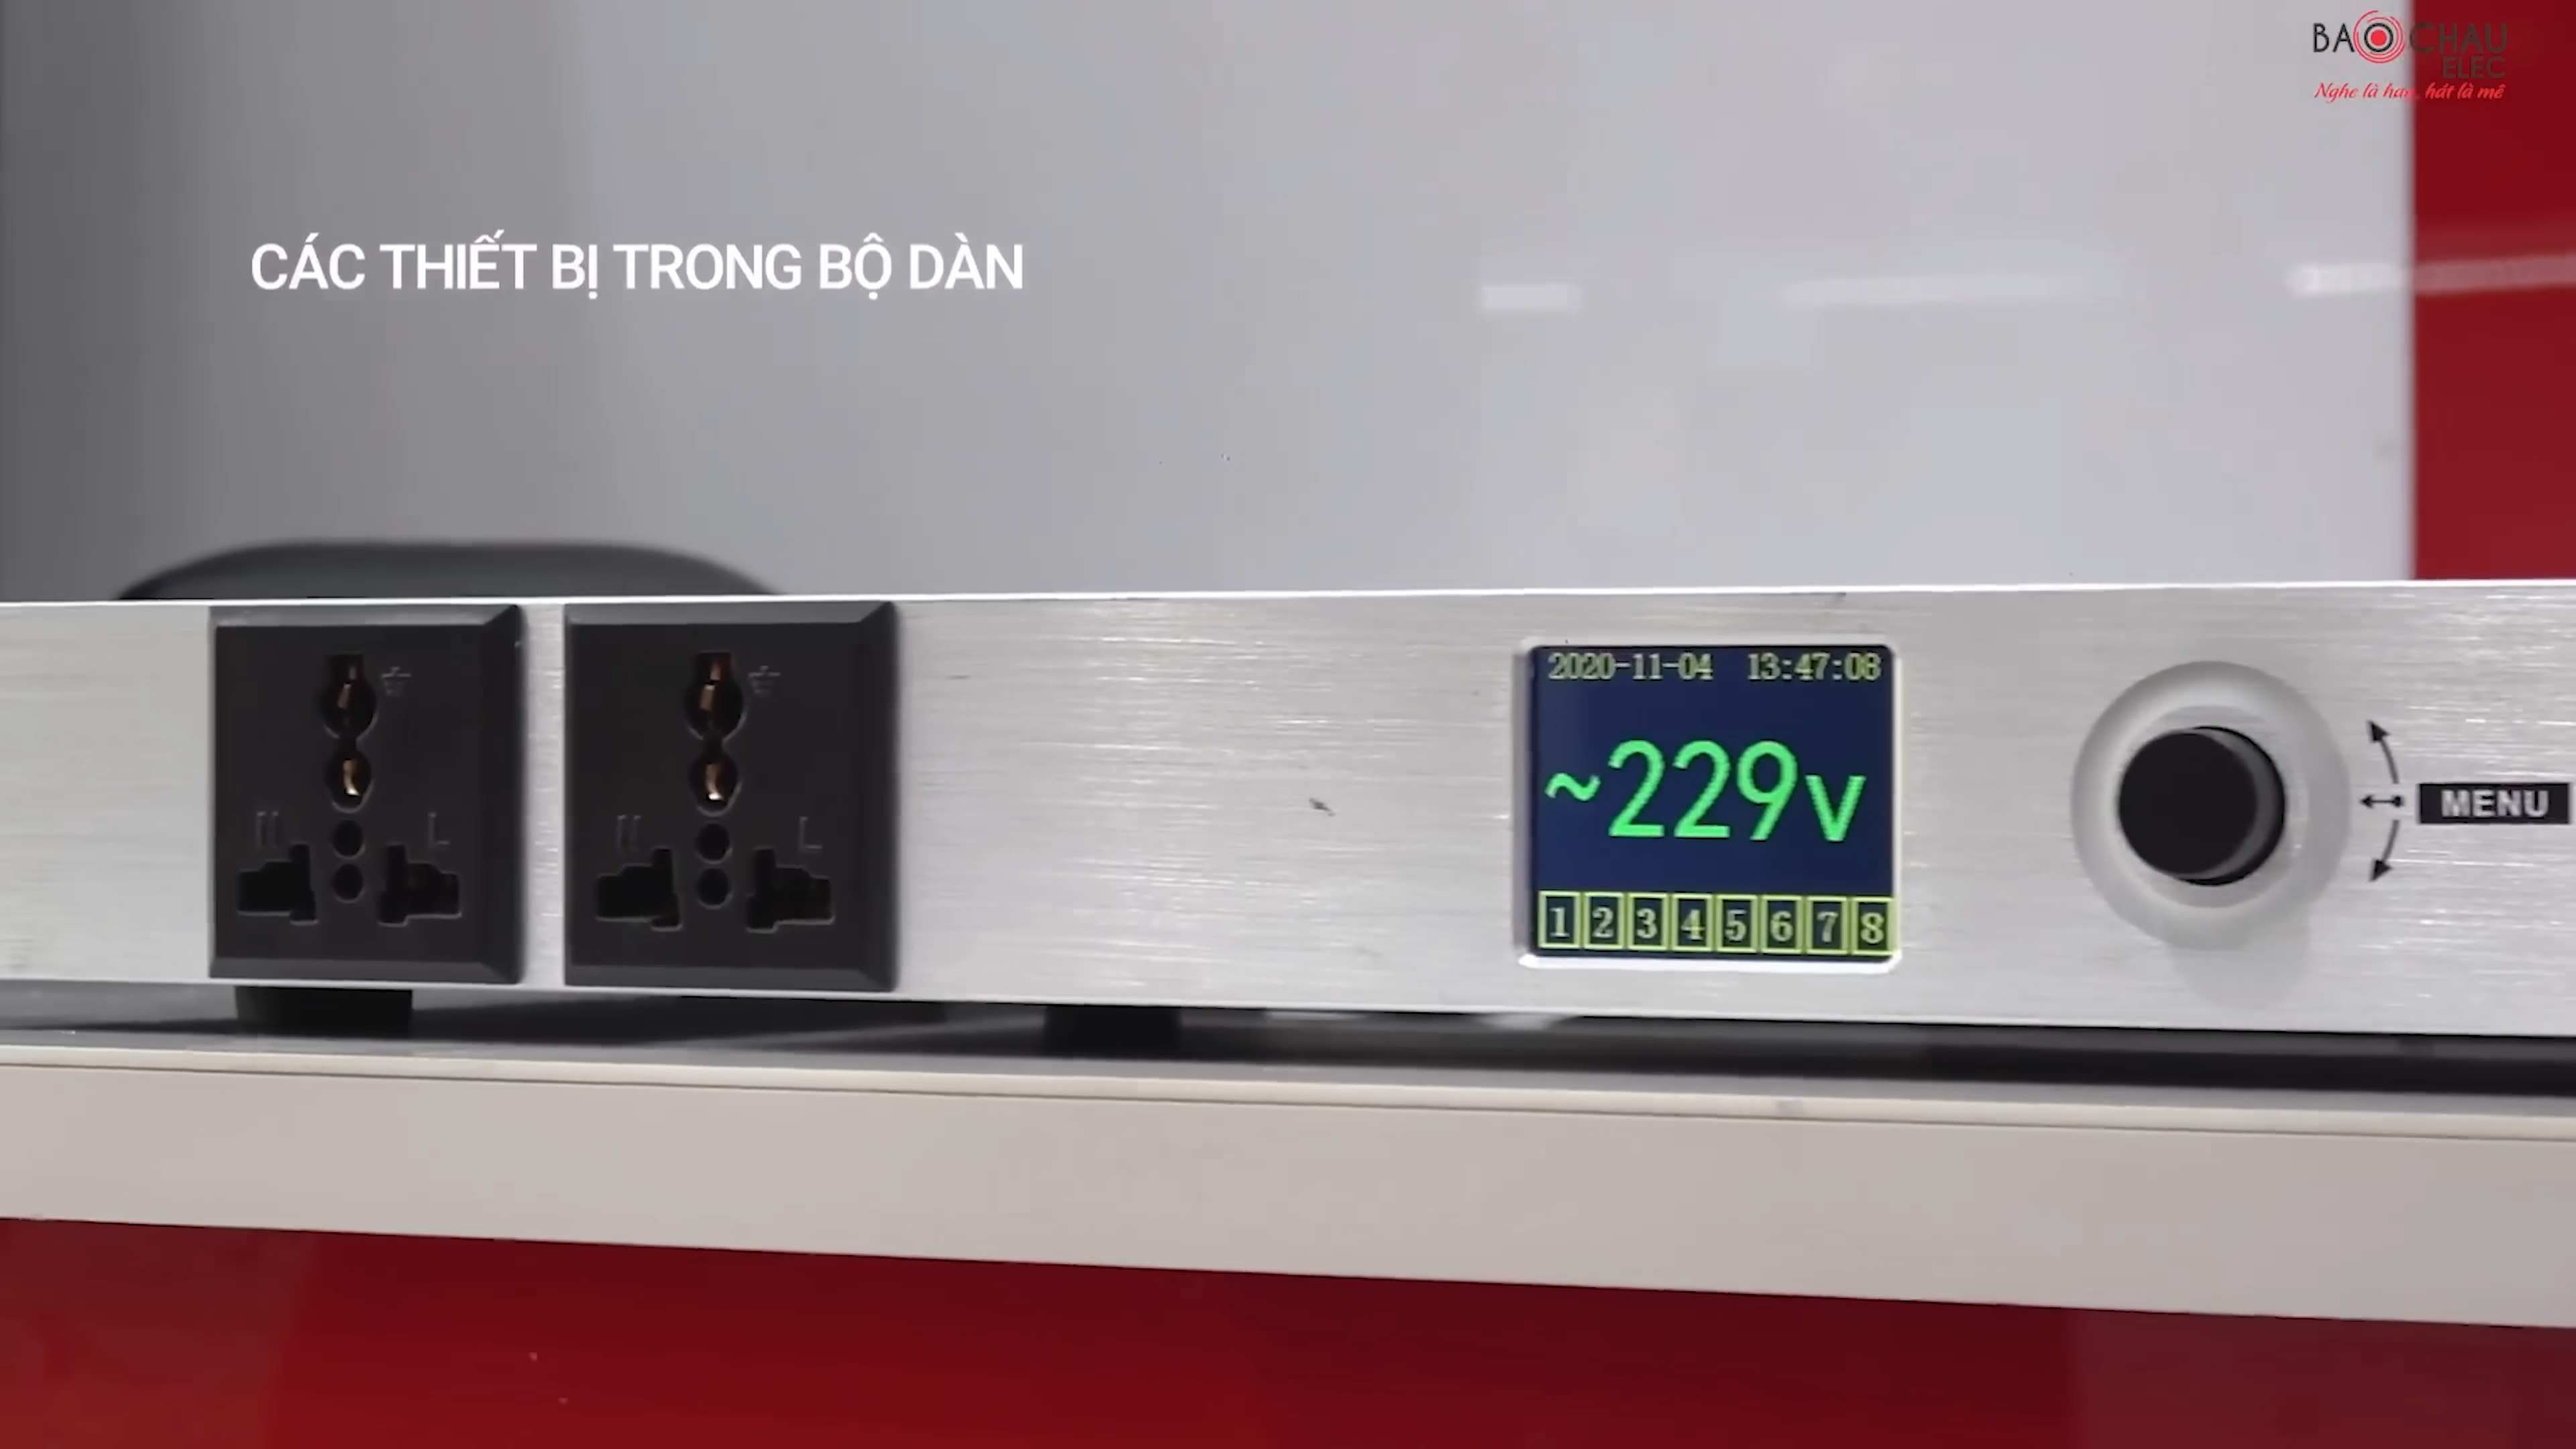 BAOCHAU
ELEC
Nghe là hay, hát là mê
CÁC THIẾT BỊ TRONG BỘ DÀN
2020-11-04 13:47:08
~229v
1 2 3 4 5 6 7 8
MENU
N L
N L